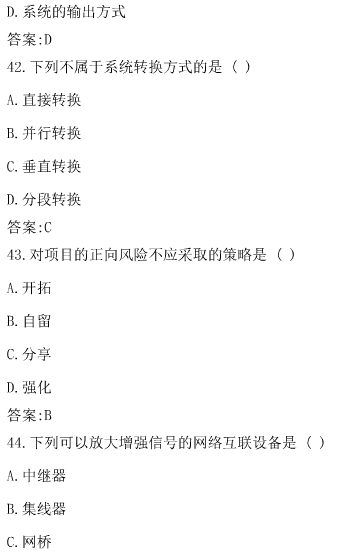 D.系统的输出方式
答案:D
42.下列不属于系统转换方式的是 ( )
A.直接转换
B.并行转换
C.垂直转换
D.分段转换
答案:C
43.对项目的正向风险不应采取的策略是 ( )
A.开拓
B.自留
C.分享
D.强化
答案:B
44.下列可以放大增强信号的网络互联设备是 ( )
A.中继器
B.集线器
C.网桥